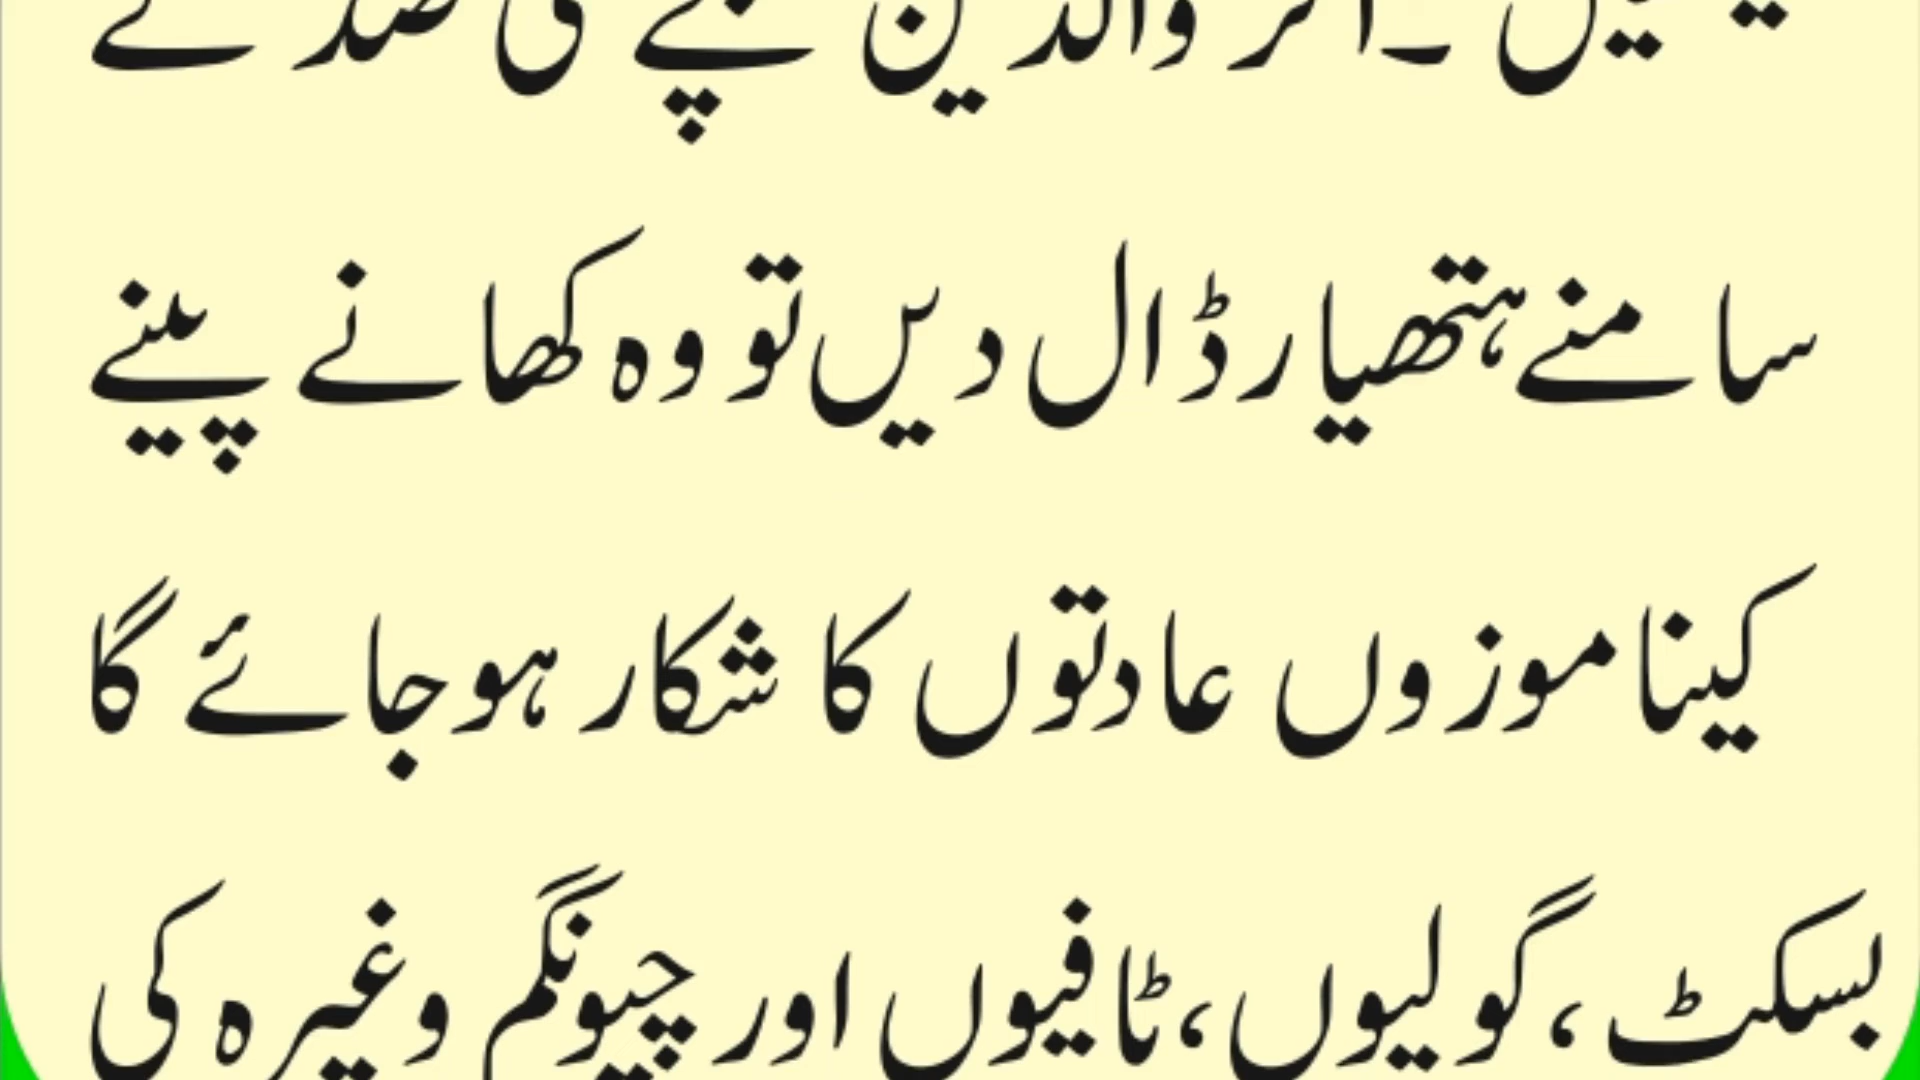 ۔اگر والدین بچے کی ضد کے
سامنے ہتھیار ڈال دیں تو وہ کھانے پینے
کی ناموزوں عادتوں کا شکار ہو جائے گا
بسکٹ ، گولیوں ، ٹافیوں اور چیونگم وغیرہ کی